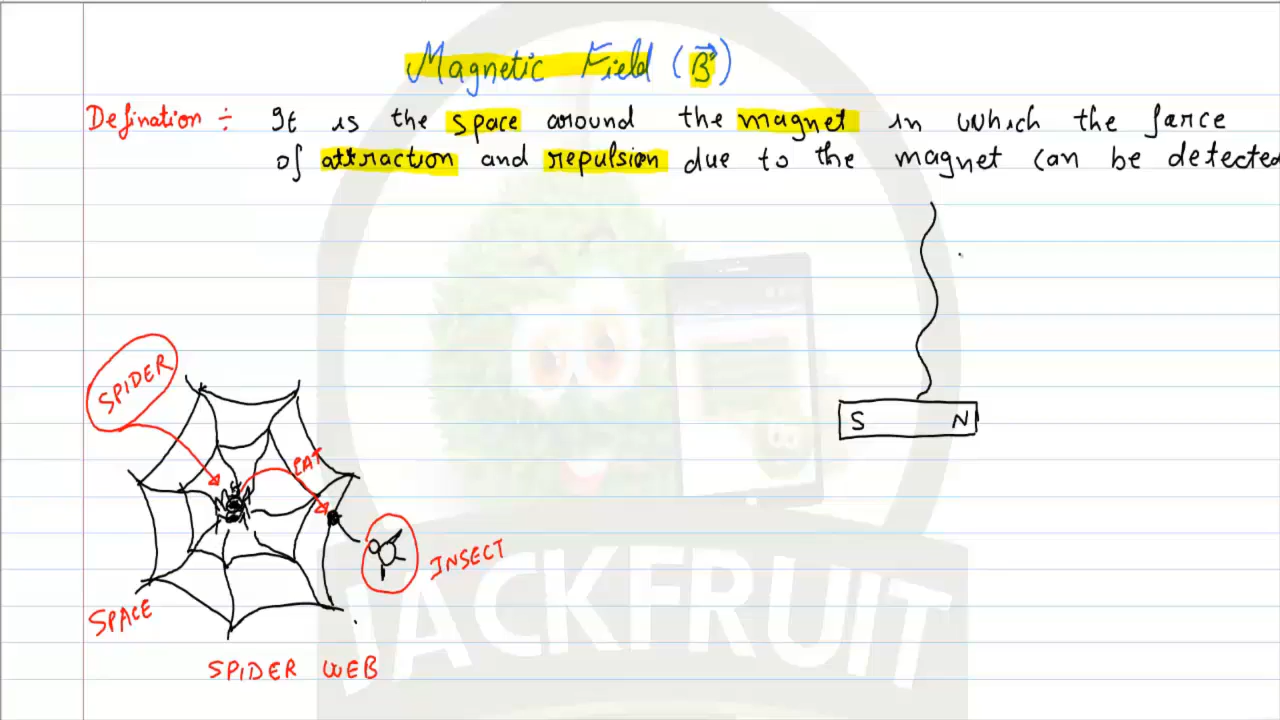 Magnetic Field (B⃗)
Defination ÷ It is the space around the magnet in which the farce
of attraction and repulsion due to the magnet can be detected
SPIDER
EAT
S N
INSECT
SPACE
SPIDER WEB
JACKFRUIT